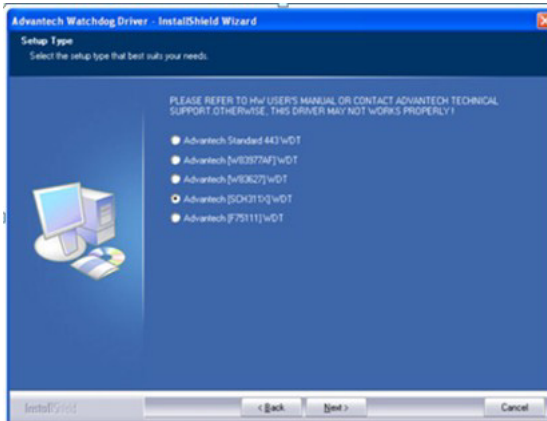 Advantech Watchdog Driver - InstallShield Wizard
Setup Type
Select the setup type that best suits your needs.
PLEASE REFER TO HW USER'S MANUAL OR CONTACT ADVANTECH TECHNICAL
SUPPORT.OTHERWISE, THIS DRIVER MAY NOT WORKS PROPERLY !
Advantech Standard 443 WDT
Advantech [W83977AF] WDT
Advantech [W83627] WDT
Advantech [SCH311X] WDT
Advantech [F75111] WDT
InstallShield
< Back
Next >
Cancel